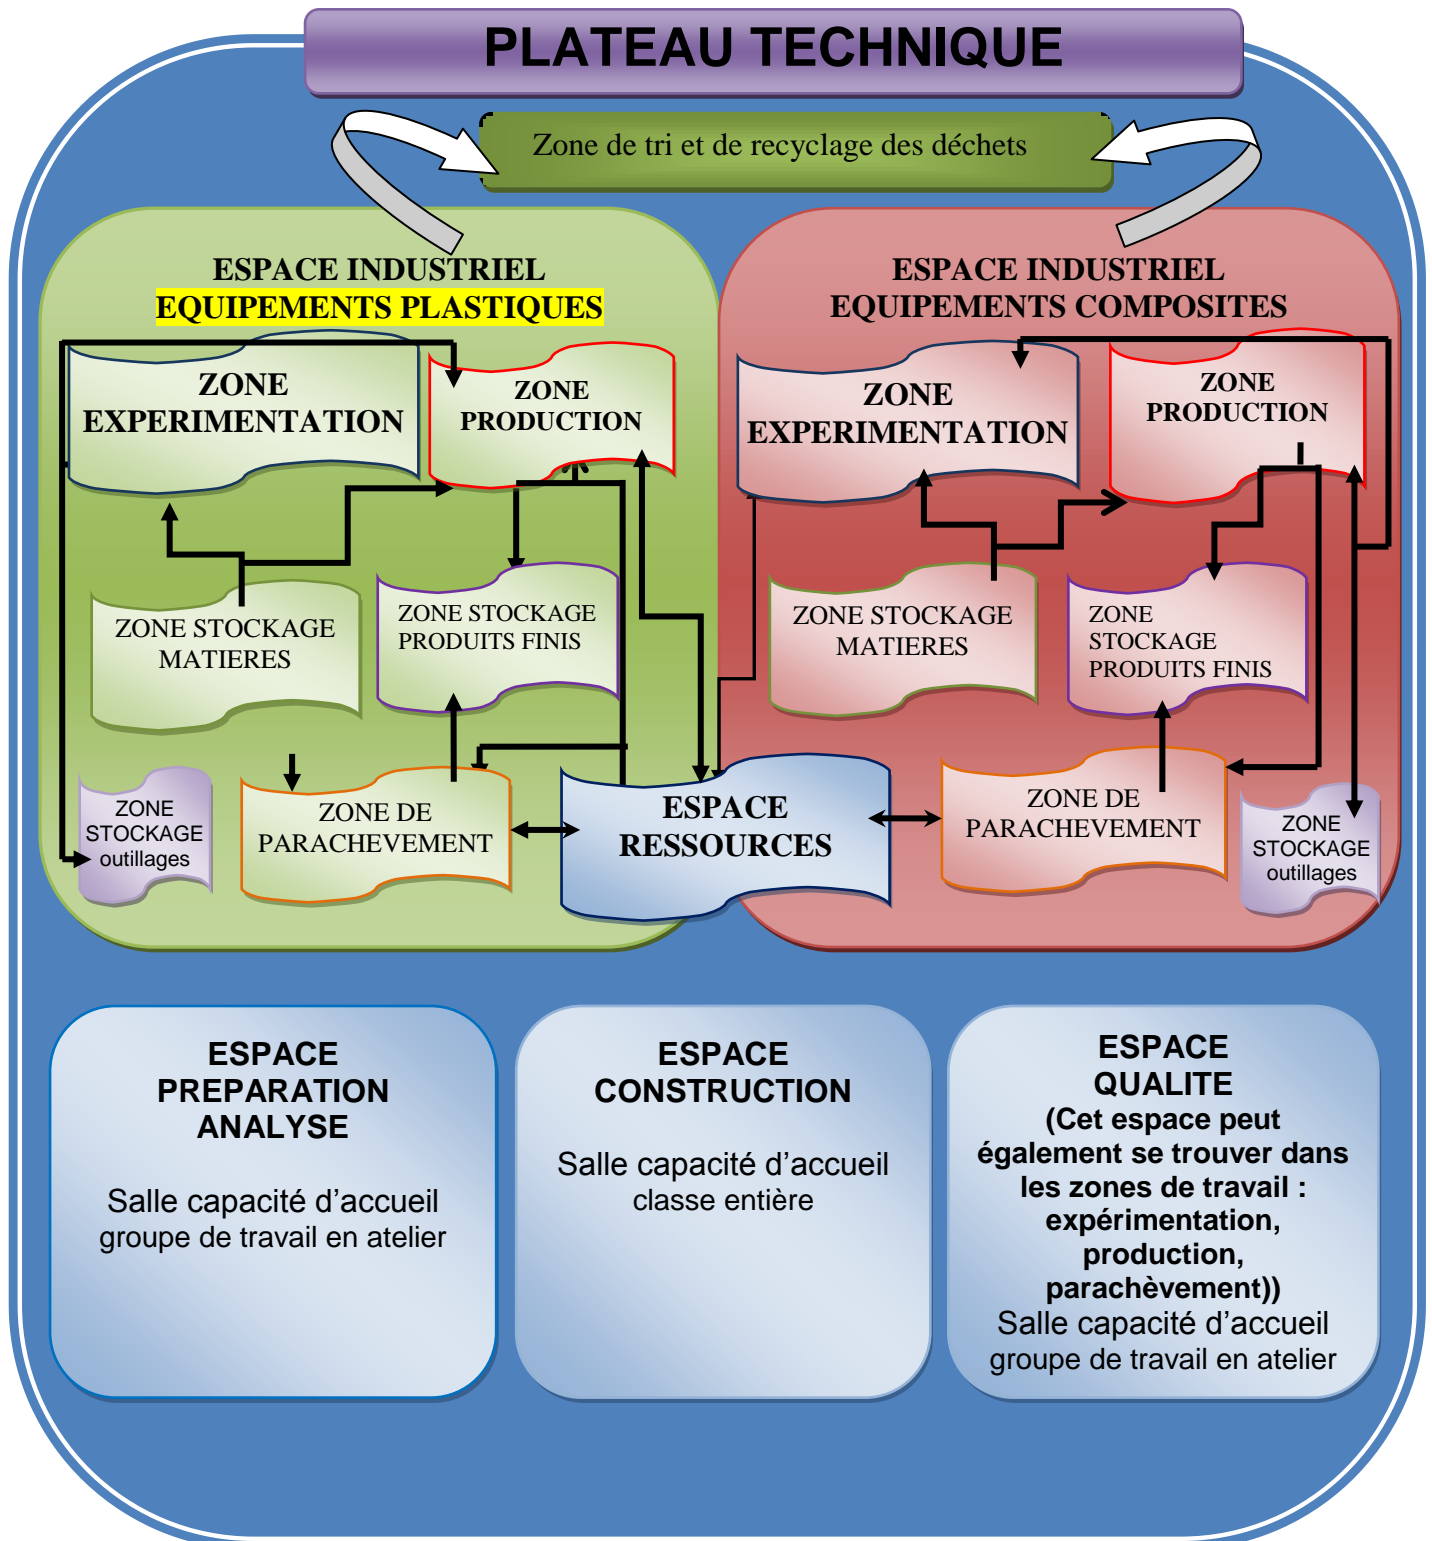 PLATEAU TECHNIQUE
Zone de tri et de recyclage des déchets
ESPACE INDUSTRIEL
EQUIPEMENTS PLASTIQUES
ZONE
EXPERIMENTATION
ZONE
PRODUCTION
ZONE STOCKAGE
MATIERES
ZONE STOCKAGE
PRODUITS FINIS
ZONE
STOCKAGE
outillages
ZONE DE
PARACHEVEMENT
ESPACE
RESSOURCES
ESPACE INDUSTRIEL
EQUIPEMENTS COMPOSITES
ZONE
EXPERIMENTATION
ZONE
PRODUCTION
ZONE STOCKAGE
MATIERES
ZONE
STOCKAGE
PRODUITS FINIS
ZONE DE
PARACHEVEMENT
ZONE
STOCKAGE
outillages
ESPACE
PREPARATION
ANALYSE
Salle capacité d’accueil
groupe de travail en atelier
ESPACE
CONSTRUCTION
Salle capacité d’accueil
classe entière
ESPACE
QUALITE
(Cet espace peut
également se trouver dans
les zones de travail :
expérimentation,
production,
parachèvement))
Salle capacité d’accueil
groupe de travail en atelier